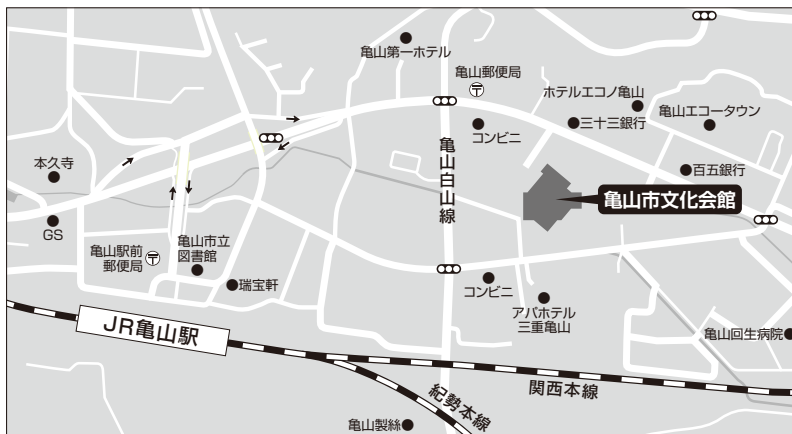 亀山第一ホテル
亀山郵便局
ホテルエコノ亀山
亀山エコータウン
コンビニ
三十三銀行
本久寺
百五銀行
亀山白山線
亀山市文化会館
GS
亀山駅前
郵便局
亀山市立
図書館
瑞宝軒
コンビニ
アパホテル
三重亀山
JR亀山駅
亀山回生病院
関西本線
紀勢本線
亀山製絲